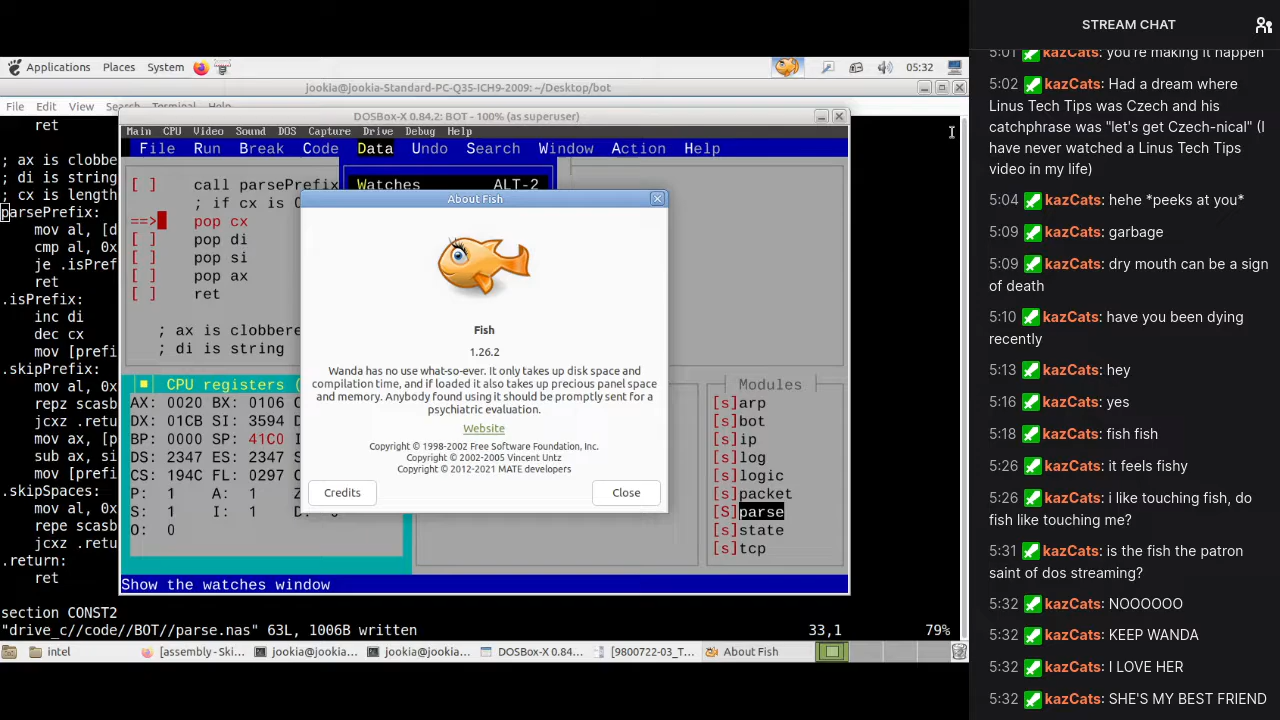 Applications Places System
05:32
jookia@jookia-Standard-PC-Q35-ICH9-2009: ~/Desktop/bot
File Edit View Search Terminal Help
DOSBox-X 0.84.2: BOT - 100% (as superuser)
Main CPU Video Sound DOS Capture Drive Debug Help
File Run Break Code Data Undo Search Window Action Help
ret
; ax is clobbe
; di is string
; cx is length
parsePrefix:
mov al, [d
cmp al, 0x
je .isPref
ret
.isPrefix:
inc di
dec cx
mov [prefi
.skipPrefix:
mov al, 0x
repz scasb
jcxz .retu
mov ax, [p
sub ax, si
mov [prefi
.skipSpaces:
mov al, 0x
repe scasb
jcxz .retu
.return:
ret
section CONST2
"drive_c//code//BOT//parse.nas" 63L, 1006B written 33,1 79%
Watches ALT-2
[ ] call parsePrefix
; if cx is 0
==> pop cx
[ ] pop di
[ ] pop si
[ ] pop ax
[ ] ret
; ax is clobbere
; di is string
CPU registers (
AX: 0020 BX: 0106 C
DX: 01CB SI: 3594
BP: 0000 SP: 41C0 I
DS: 2347 ES: 2347
CS: 194C FL: 0297
P: 1 A: 1 Z
S: 1 I: 1 D: 0
O: 0
Modules
[s]arp
[s]bot
[s]ip
[s]log
[s]logic
[s]packet
[S]parse
[s]state
[s]tcp
Show the watches window
About Fish
Fish
1.26.2
Wanda has no use what-so-ever. It only takes up disk space and
compilation time, and if loaded it also takes up precious panel space
and memory. Anybody found using it should be promptly sent for a
psychiatric evaluation.
Website
Copyright © 1998-2002 Free Software Foundation, Inc.
Copyright © 2002-2005 Vincent Untz
Copyright © 2012-2021 MATE developers
Credits
Close
intel
[assembly - Ski...
jookia@jookia...
jookia@jookia...
DOSBox-X 0.84...
[9800722-03_T...
About Fish
STREAM CHAT
5:01 kazCats: you're making it happen
5:02 kazCats: Had a dream where
Linus Tech Tips was Czech and his
catchphrase was "let's get Czech-nical" (I
have never watched a Linus Tech Tips
video in my life)
5:04 kazCats: hehe *peeks at you*
5:09 kazCats: garbage
5:09 kazCats: dry mouth can be a sign
of death
5:10 kazCats: have you been dying
recently
5:13 kazCats: hey
5:16 kazCats: yes
5:18 kazCats: fish fish
5:26 kazCats: it feels fishy
5:26 kazCats: i like touching fish, do
fish like touching me?
5:31 kazCats: is the fish the patron
saint of dos streaming?
5:32 kazCats: NOOOOOO
5:32 kazCats: KEEP WANDA
5:32 kazCats: I LOVE HER
5:32 kazCats: SHE'S MY BEST FRIEND